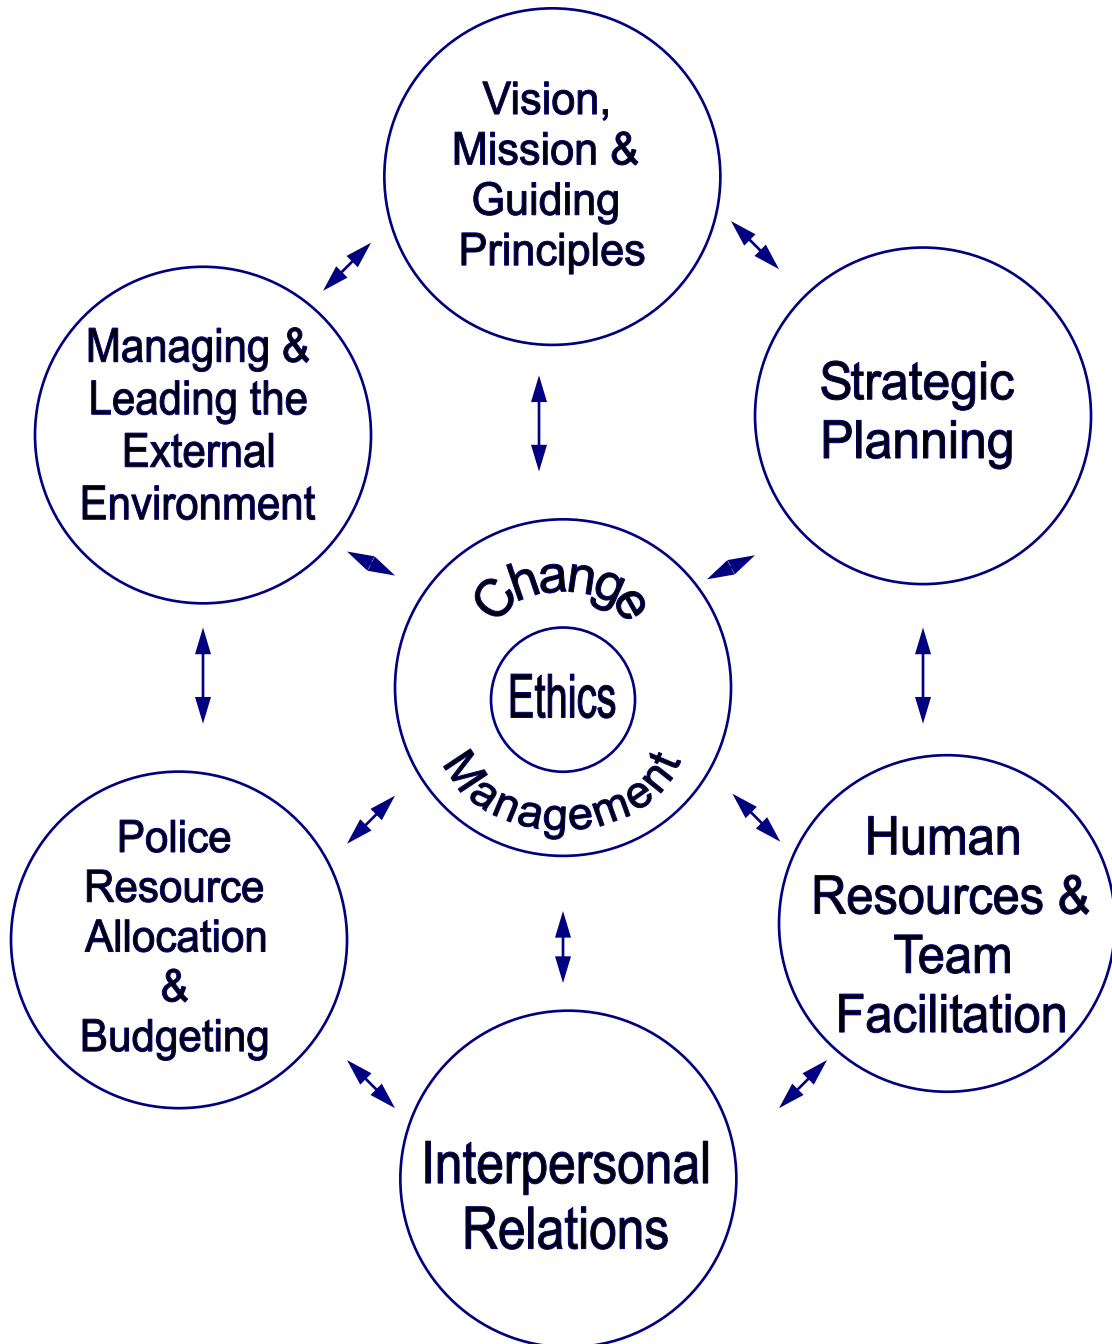 Vision,
Mission &
Guiding
Principles
Managing &
Leading the
External
Environment
Strategic
Planning
Change
Ethics
Management
Police
Resource
Allocation
&
Budgeting
Human
Resources &
Team
Facilitation
Interpersonal
Relations